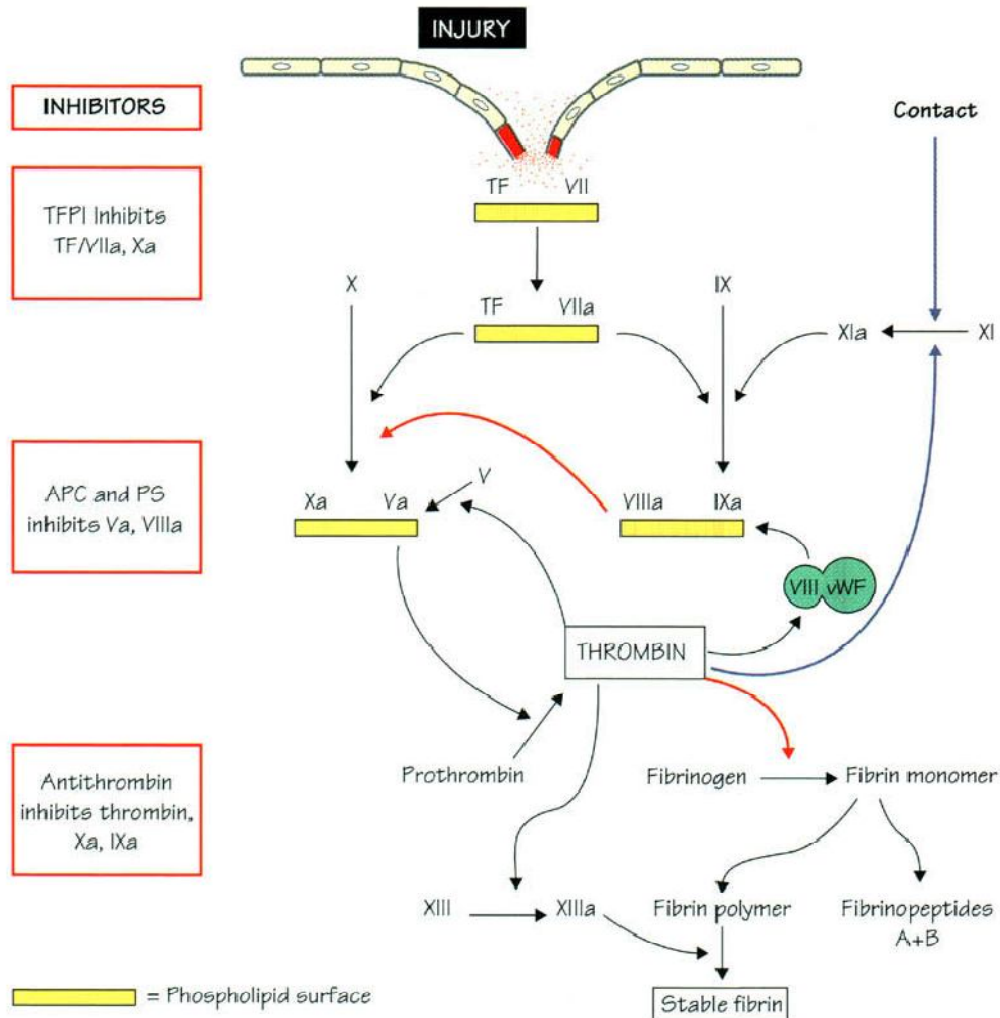 INJURY
INHIBITORS
Contact
TFPI Inhibits
TF/VIIa, Xa
TF VII
X
IX
TF VIIa
XIa
XI
APC and PS
inhibits Va, VIIIa
V
Xa Va
VIIIa IXa
VIII vWF
THROMBIN
Antithrombin
inhibits thrombin,
Xa, IXa
Prothrombin
Fibrinogen
Fibrin monomer
XIII
XIIIa
Fibrin polymer
Fibrinopeptides
A+B
= Phospholipid surface
Stable fibrin